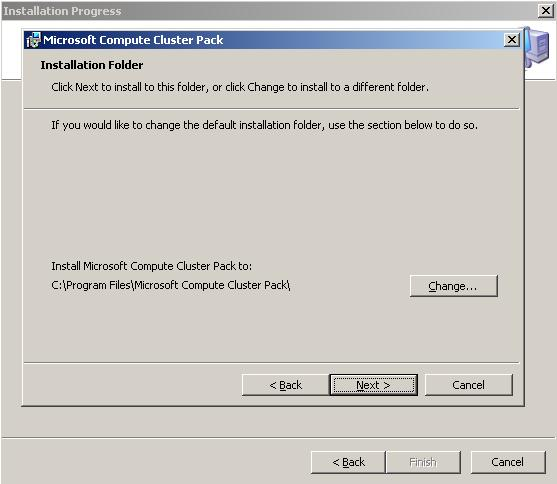 Installation Progress
Microsoft Compute Cluster Pack
Installation Folder
Click Next to install to this folder, or click Change to install to a different folder.
If you would like to change the default installation folder, use the section below to do so.
Install Microsoft Compute Cluster Pack to:
C:\Program Files\Microsoft Compute Cluster Pack\
Change...
< Back Next > Cancel
< Back Finish Cancel